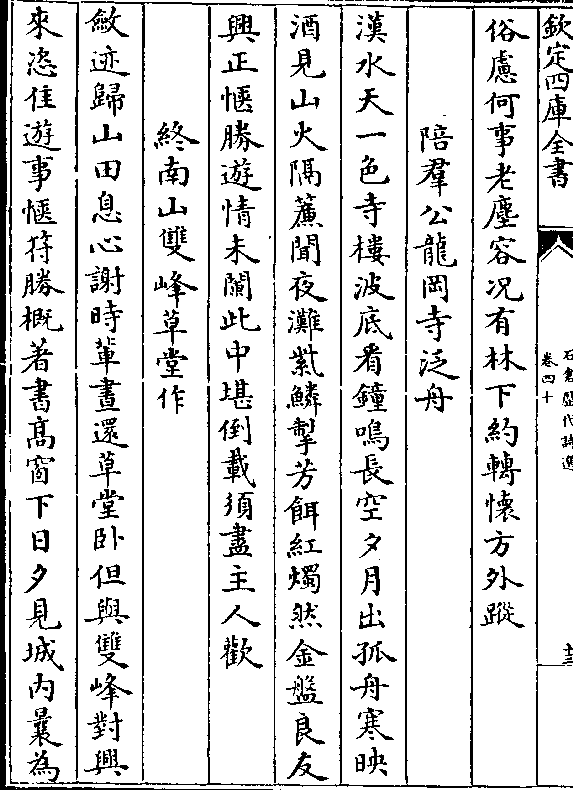 欽定四庫全書
石倉歷代詩選
卷四十
十三
俗慮何事老塵容况有林下約轉懷方外蹤
陪羣公龍岡寺泛舟
漢水天一色寺樓波底看鐘鳴長空夕月出孤舟寒映
酒見山火隔簾聞夜灘紫鱗掣芳餌紅燭然金盤良友
興正愜勝遊情未闌此中堪倒載須盡主人歡
終南山雙峰草堂作
斂迹歸山田息心謝時輩晝還草堂卧但與雙峰對興
來恣佳遊事愜符勝概著書高窗下日夕見城内曩為